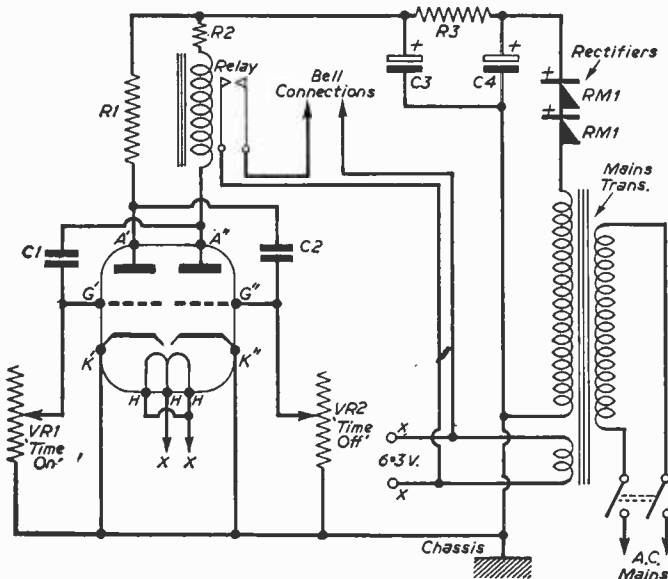 R2
R3
+
+
Rectifiers
Relay
Bell
Connections
C3
C4
+
RM1
R1
+
RM1
Mains
Trans.
A'
A"
C1
C2
G'
G"
K'
K"
H
H
H
VR1
'Time
On'
X
X
VR2
'Time
Off'
X
6·3 V.
X
Chassis
A.C.
Mains